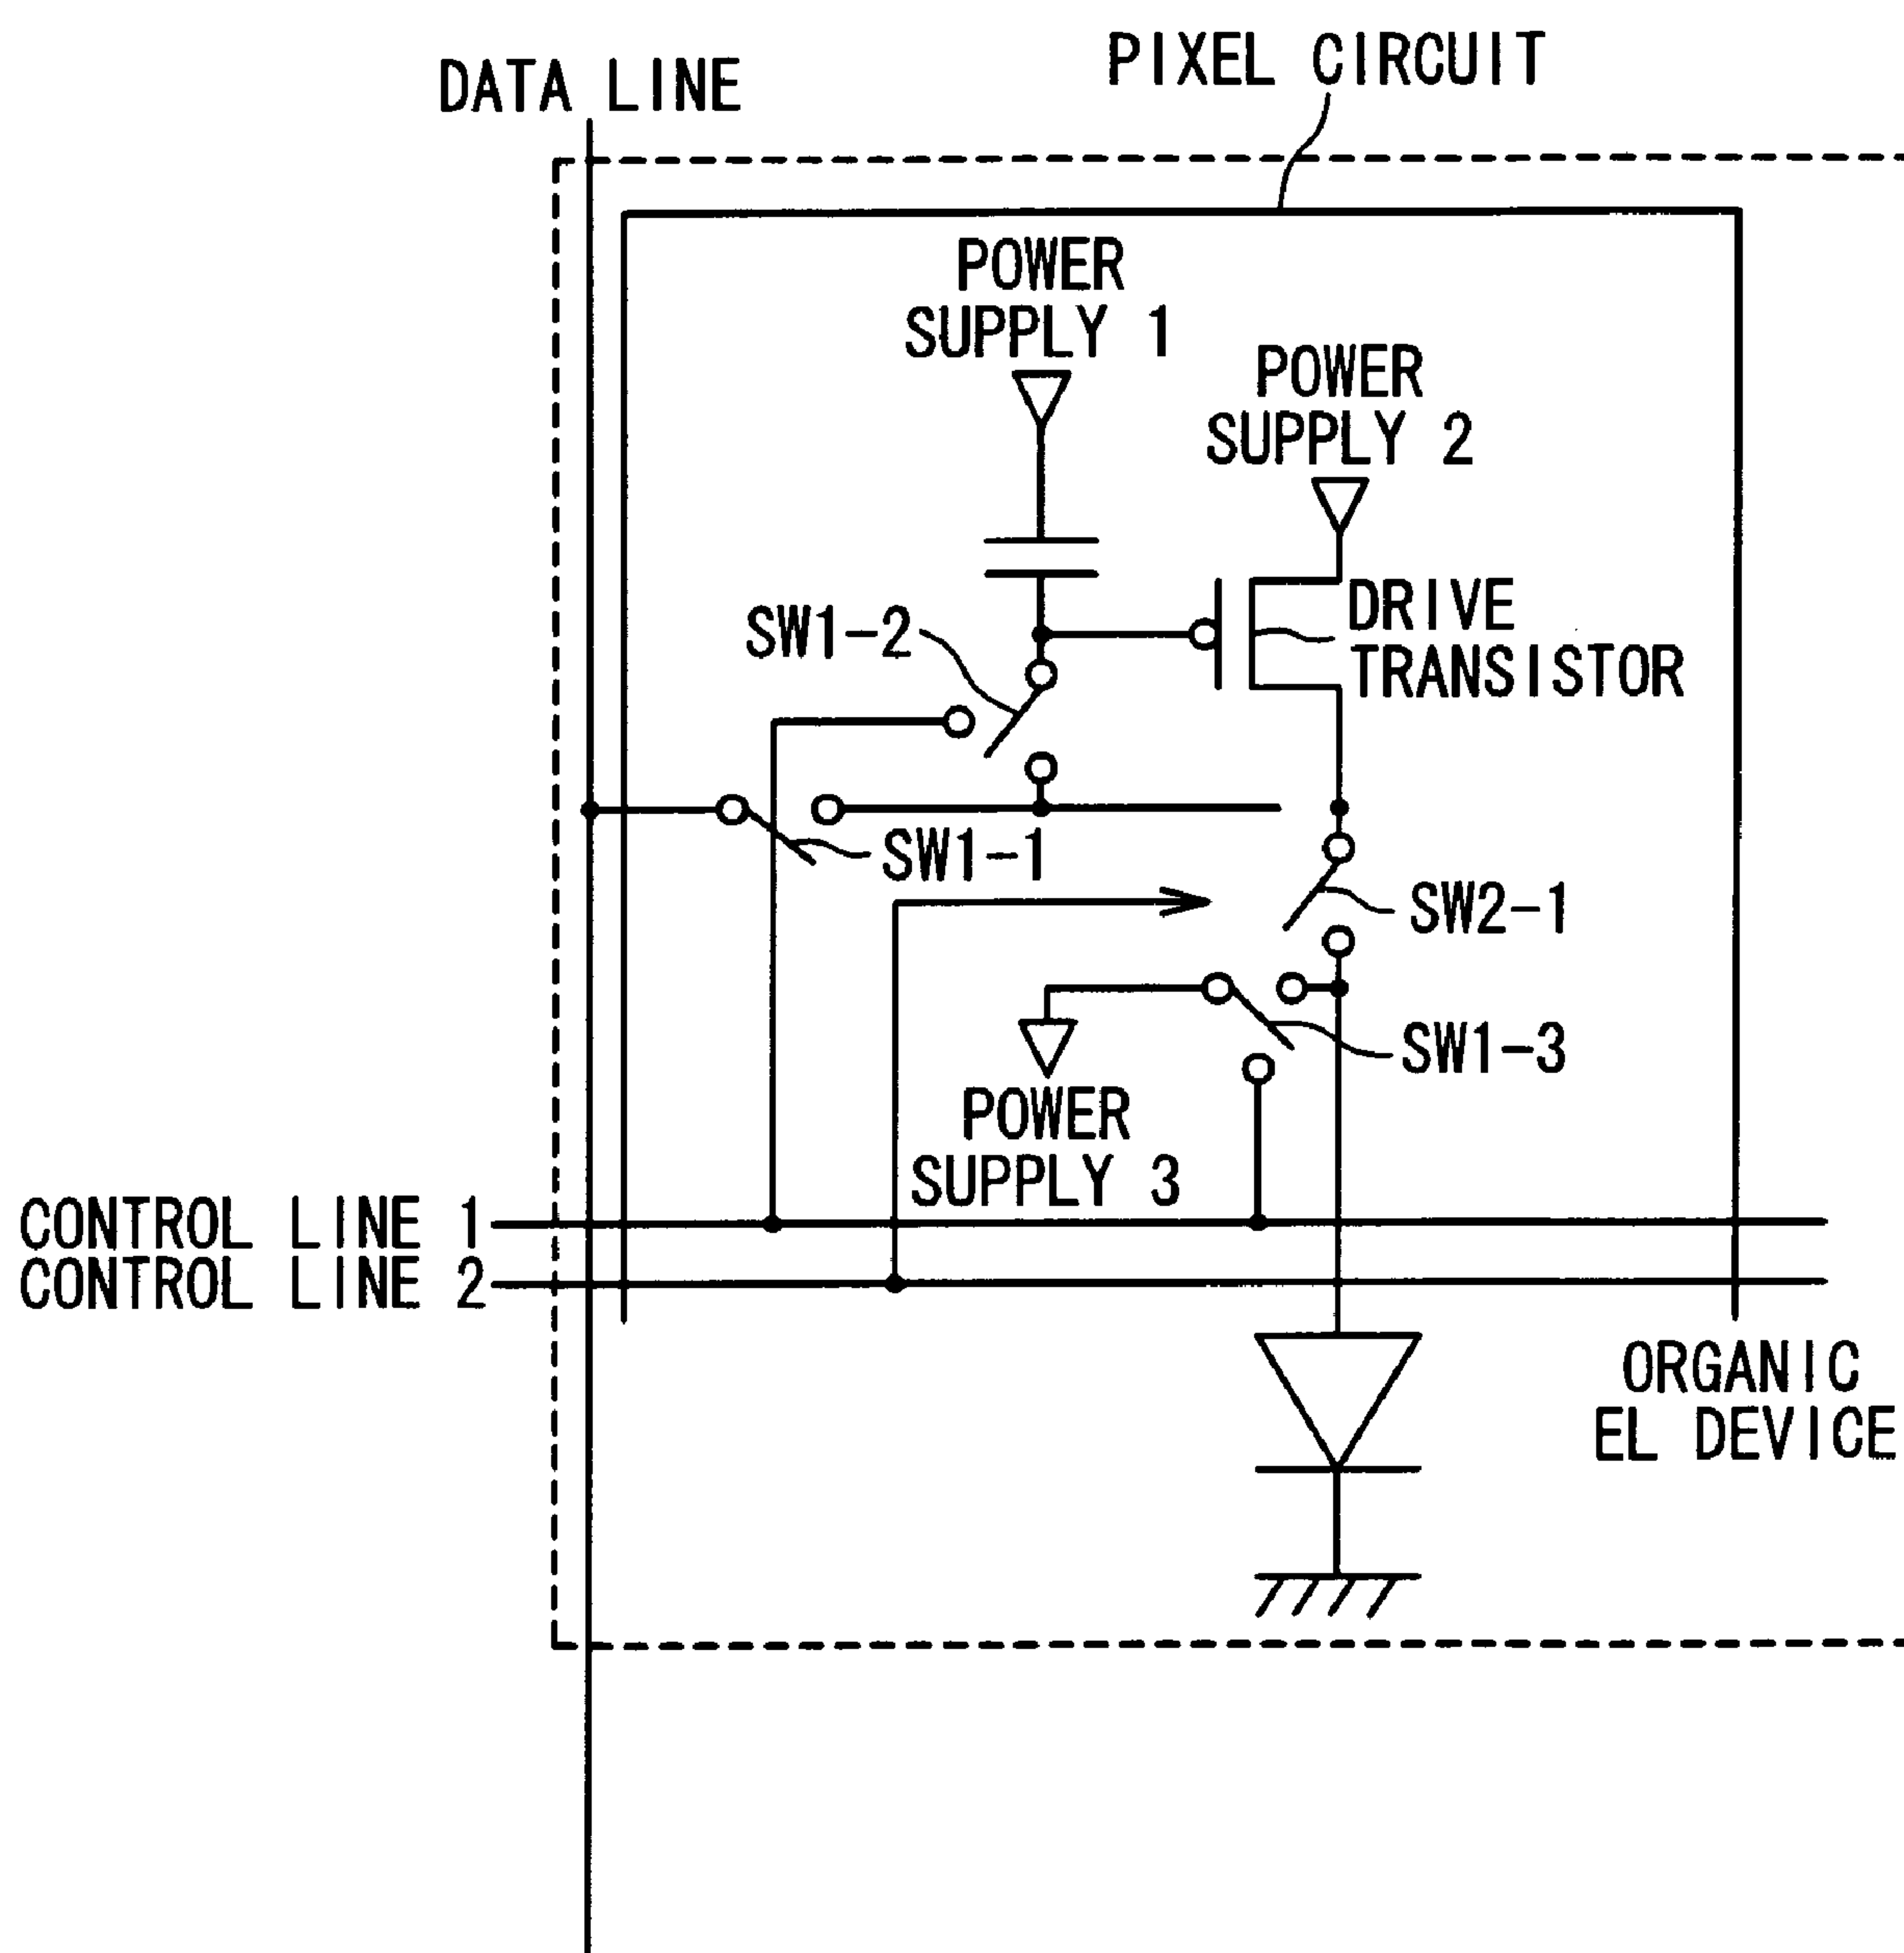 PIXEL CIRCUIT
DATA LINE
POWER
SUPPLY 1
POWER
SUPPLY 2
DRIVE
TRANSISTOR
SW1-2
SW1-1
SW2-1
SW1-3
POWER
SUPPLY 3
CONTROL LINE 1
CONTROL LINE 2
ORGANIC
EL DEVICE